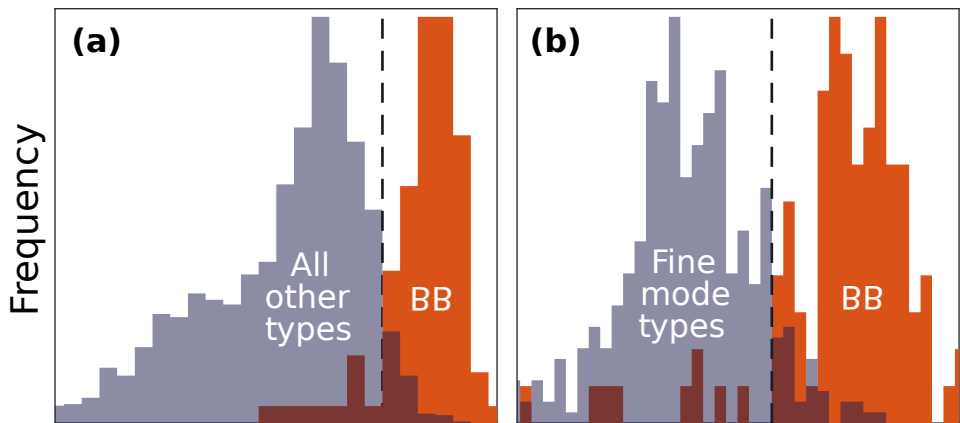 (a)
(b)
Frequency
All
other
types
BB
Fine
mode
types
BB